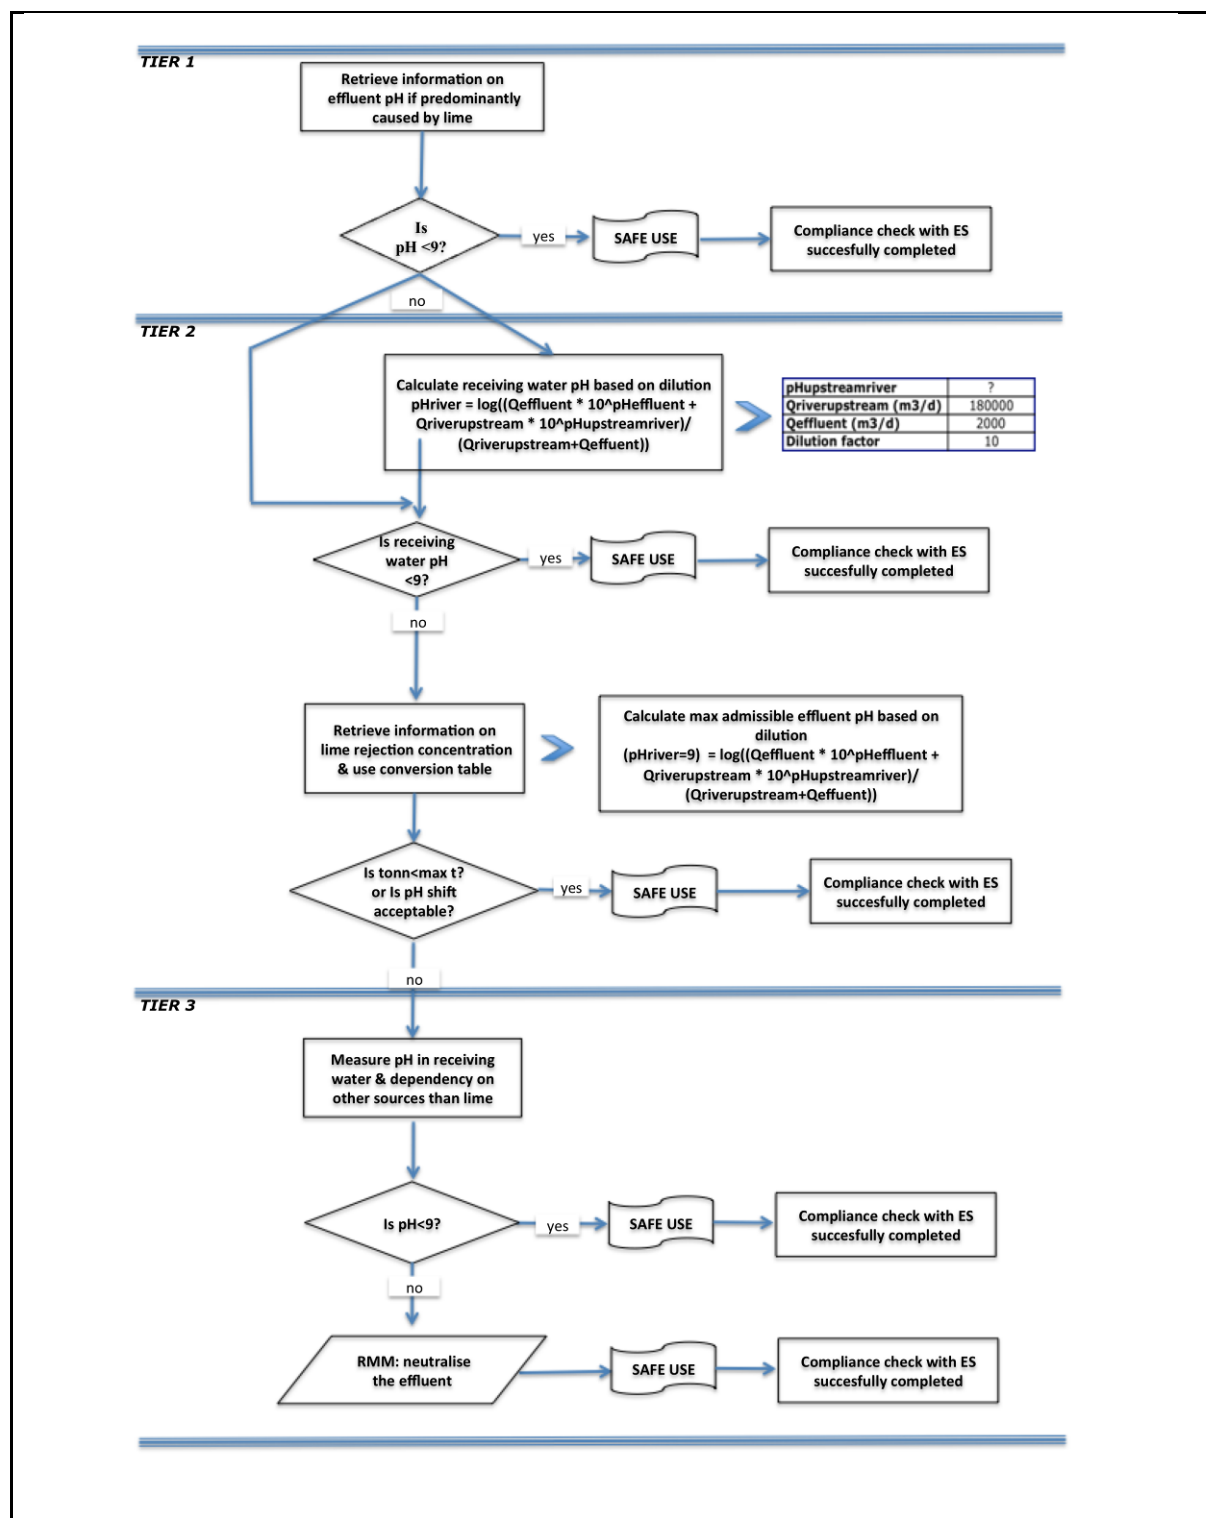 TIER 1
Retrieve information on
effluent pH if predominantly
caused by lime
Is
pH <9?
yes
SAFE USE
Compliance check with ES
succesfully completed
no
TIER 2
Calculate receiving water pH based on dilution
pHriver = log((Qeffluent * 10^pHeffluent +
Qriverupstream * 10^pHupstreamriver)/
(Qriverupstream+Qeffuent))
pHupstreamriver ?
Qriverupstream (m3/d) 180000
Qeffluent (m3/d) 2000
Dilution factor 10
Is receiving
water pH
<9?
yes
SAFE USE
Compliance check with ES
succesfully completed
no
Retrieve information on
lime rejection concentration
& use conversion table
Calculate max admissible effluent pH based on
dilution
(pHriver=9) = log((Qeffluent * 10^pHeffluent +
Qriverupstream * 10^pHupstreamriver)/
(Qriverupstream+Qeffuent))
Is tonn<max t?
or Is pH shift
acceptable?
yes
SAFE USE
Compliance check with ES
succesfully completed
no
TIER 3
Measure pH in receiving
water & dependency on
other sources than lime
Is pH<9?
yes
SAFE USE
Compliance check with ES
succesfully completed
no
RMM: neutralise
the effluent
SAFE USE
Compliance check with ES
succesfully completed